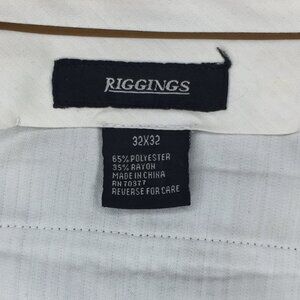 RIGGINGS
32X32
65% POLYESTER
35% RAYON
MADE IN CHINA
RN 70377
REVERSE FOR CARE